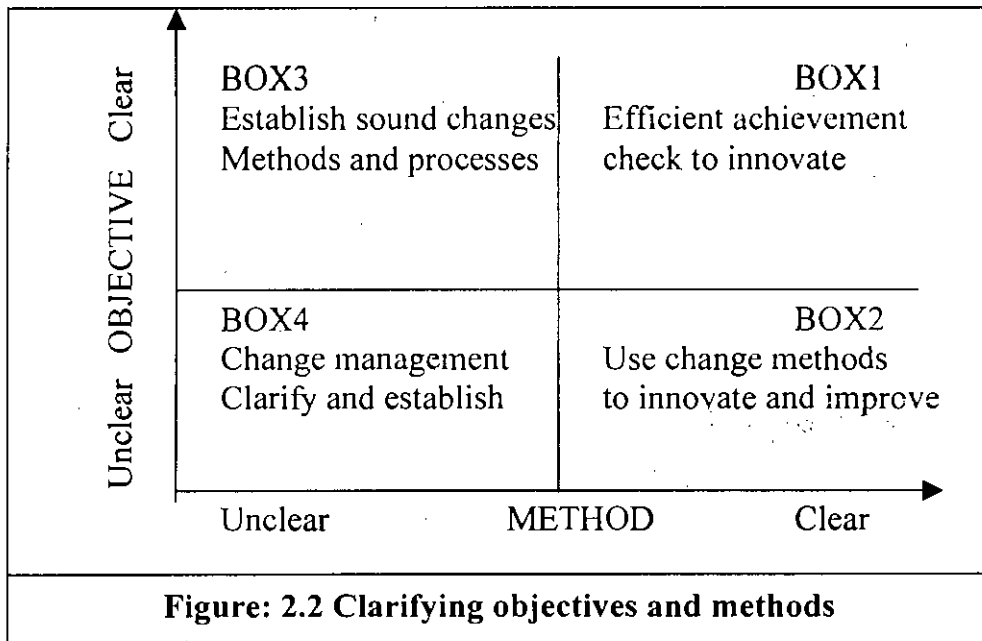 Unclear OBJECTIVE Clear
BOX3
Establish sound changes
Methods and processes
BOX1
Efficient achievement
check to innovate
BOX4
Change management
Clarify and establish
BOX2
Use change methods
to innovate and improve
Unclear METHOD Clear
Figure: 2.2 Clarifying objectives and methods